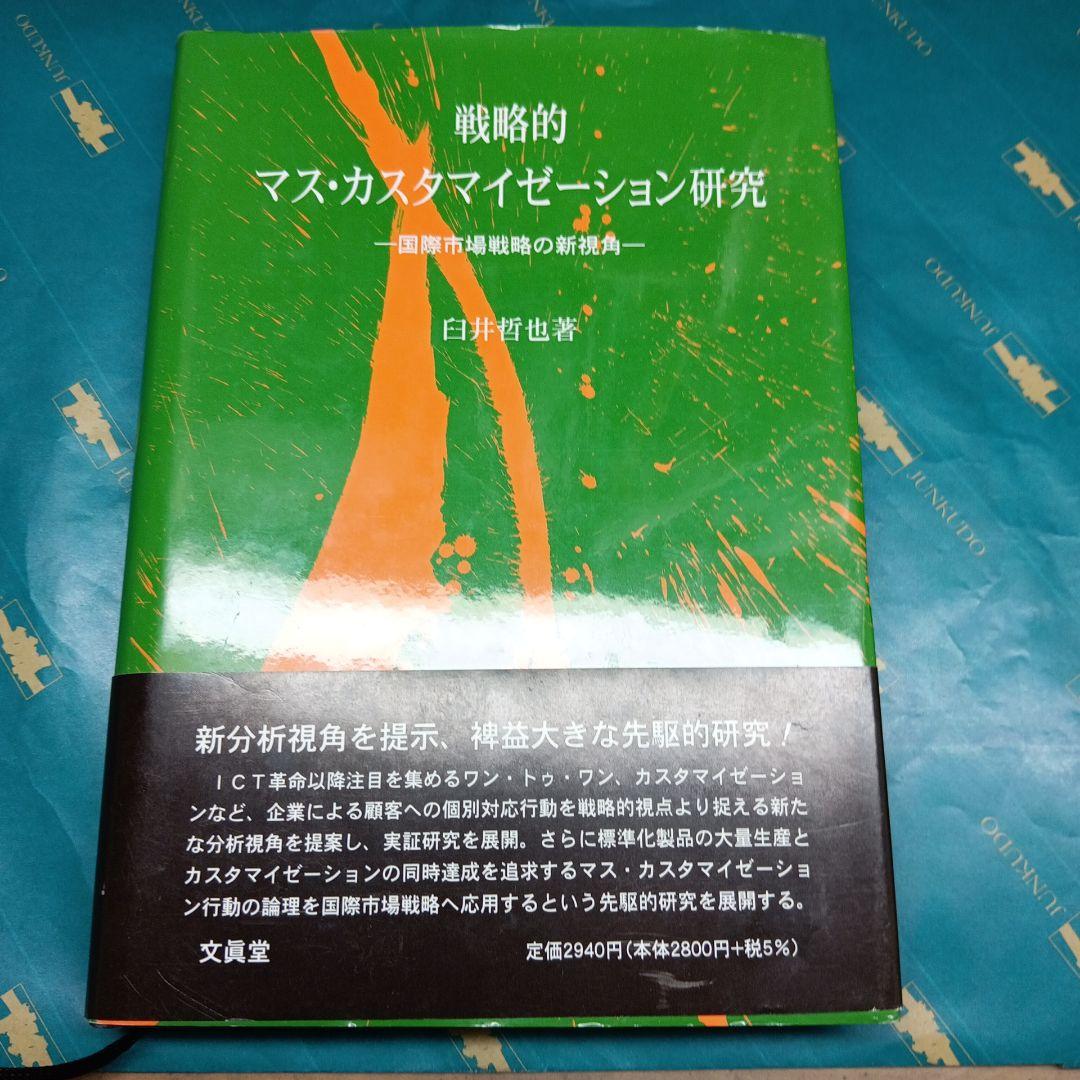 戦略的
マス・カスタマイゼーション研究
―国際市場戦略の新視角―
臼井哲也著
新分析視角を提示、裨益大きな先駆的研究！
ＩＣＴ革命以降注目を集めるワン・トゥ・ワン、カスタマイゼーショ
ンなど、企業による顧客への個別対応行動を戦略的視点より捉える新た
な分析視角を提案し、実証研究を展開。さらに標準化製品の大量生産と
カスタマイゼーションの同時達成を追求するマス・カスタマイゼーショ
ン行動の論理を国際市場戦略へ応用するという先駆的研究を展開する。
文眞堂
定価2940円(本体2800円+税5%)
JUNKUDO
JUNKUDO
JUNKUDO
JUNKUDO
JUNKUDO
JUNKUDO